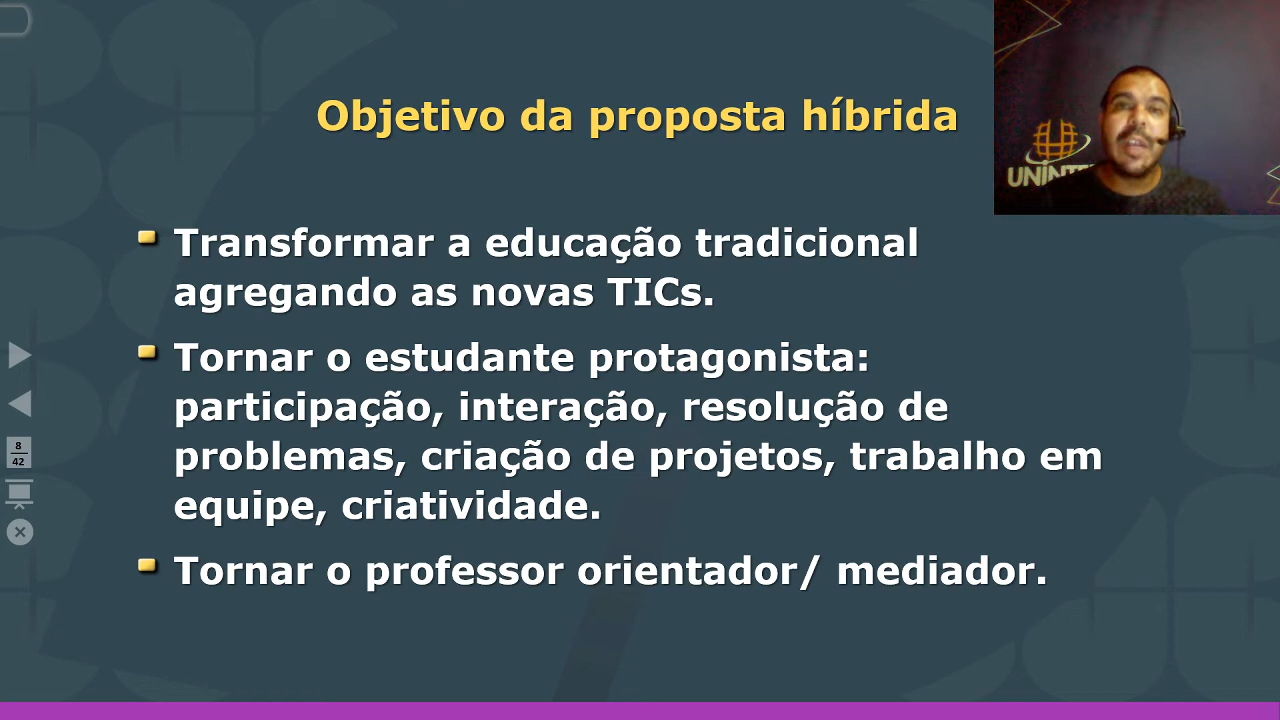 Objetivo da proposta híbrida
Transformar a educação tradicional
agregando as novas TICs.
Tornar o estudante protagonista:
participação, interação, resolução de
problemas, criação de projetos, trabalho em
equipe, criatividade.
Tornar o professor orientador/ mediador.
8
42